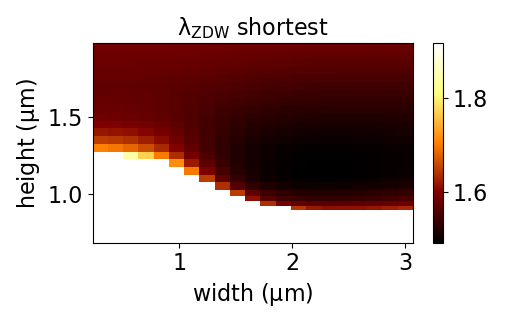 λZDW shortest
height (μm)
1.5
1.0
1
2
3
width (μm)
1.8
1.6